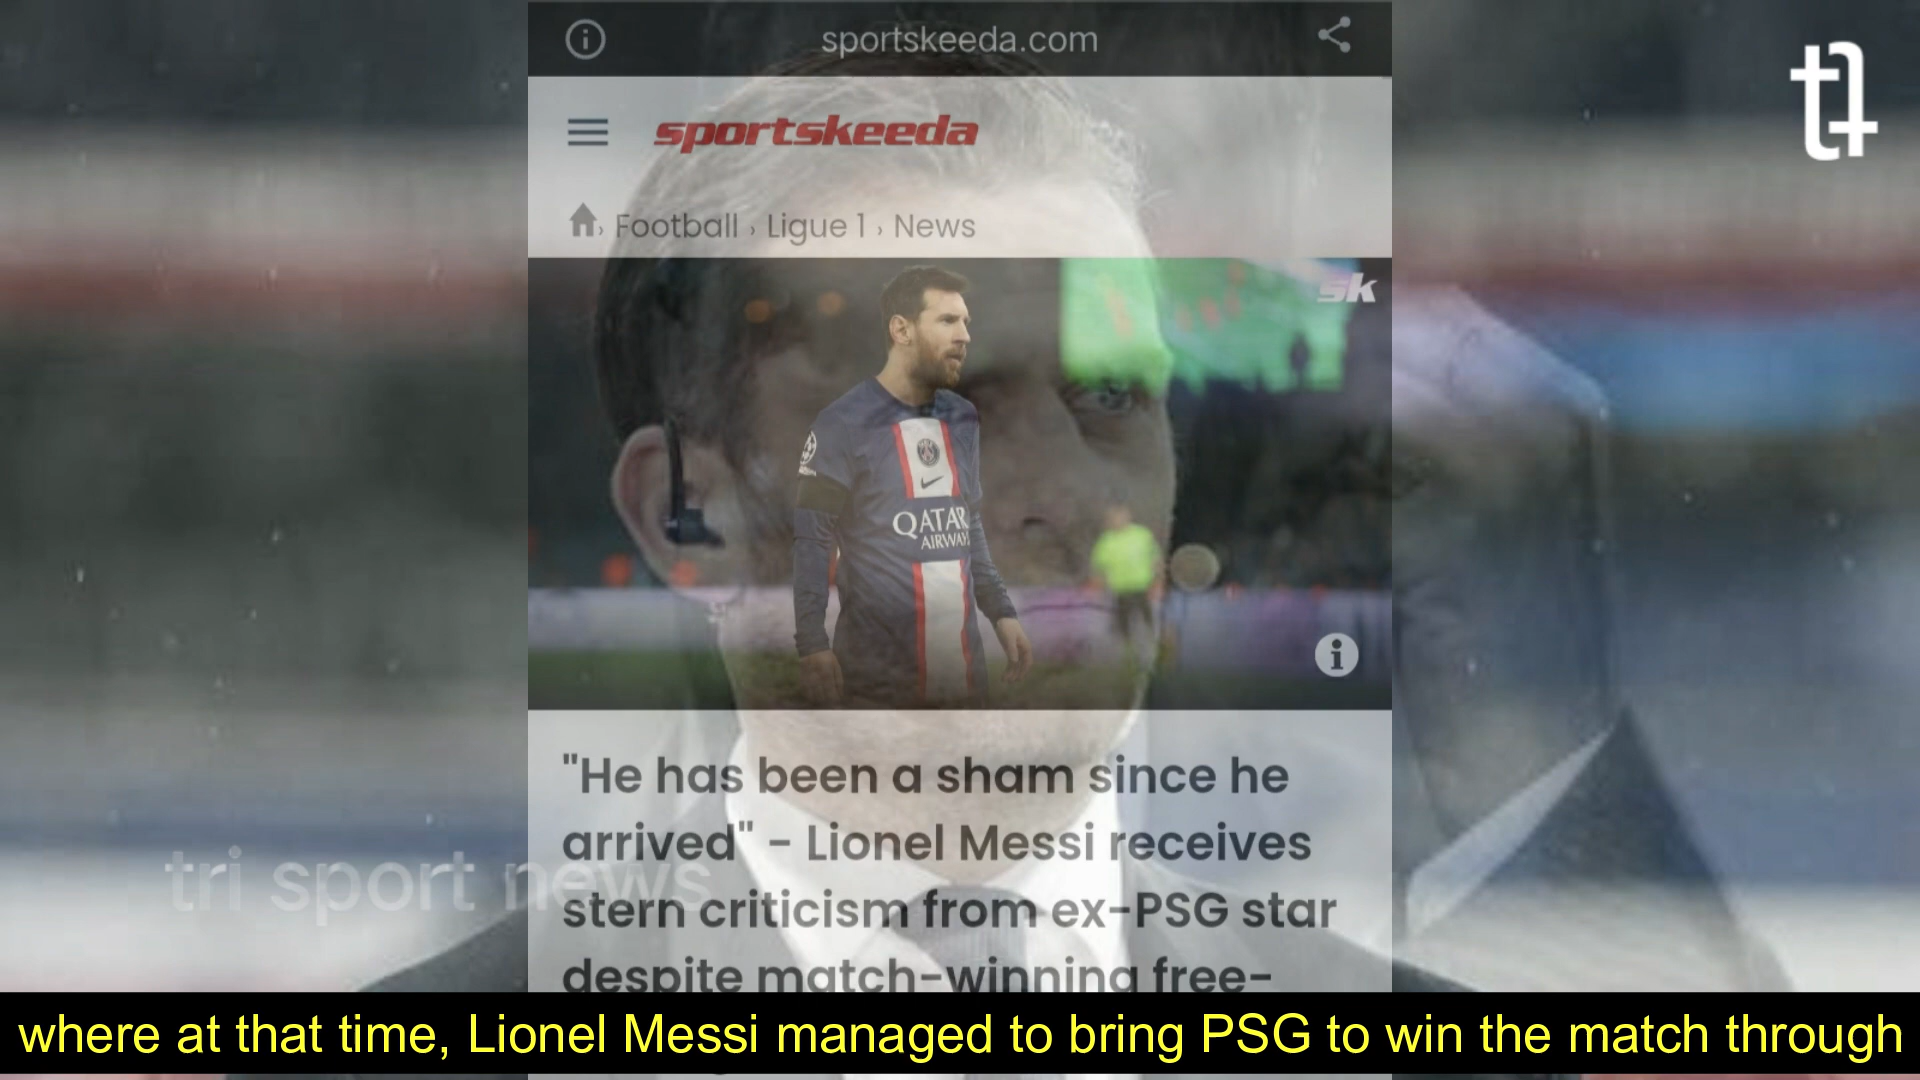 sportskeeda.com
sportskeeda
Football › Ligue 1 › News
sk
QATAR
AIRWAY
"He has been a sham since he
arrived" - Lionel Messi receives
stern criticism from ex-PSG star
despite match-winning free-
tri sport news
where at that time, Lionel Messi managed to bring PSG to win the match through